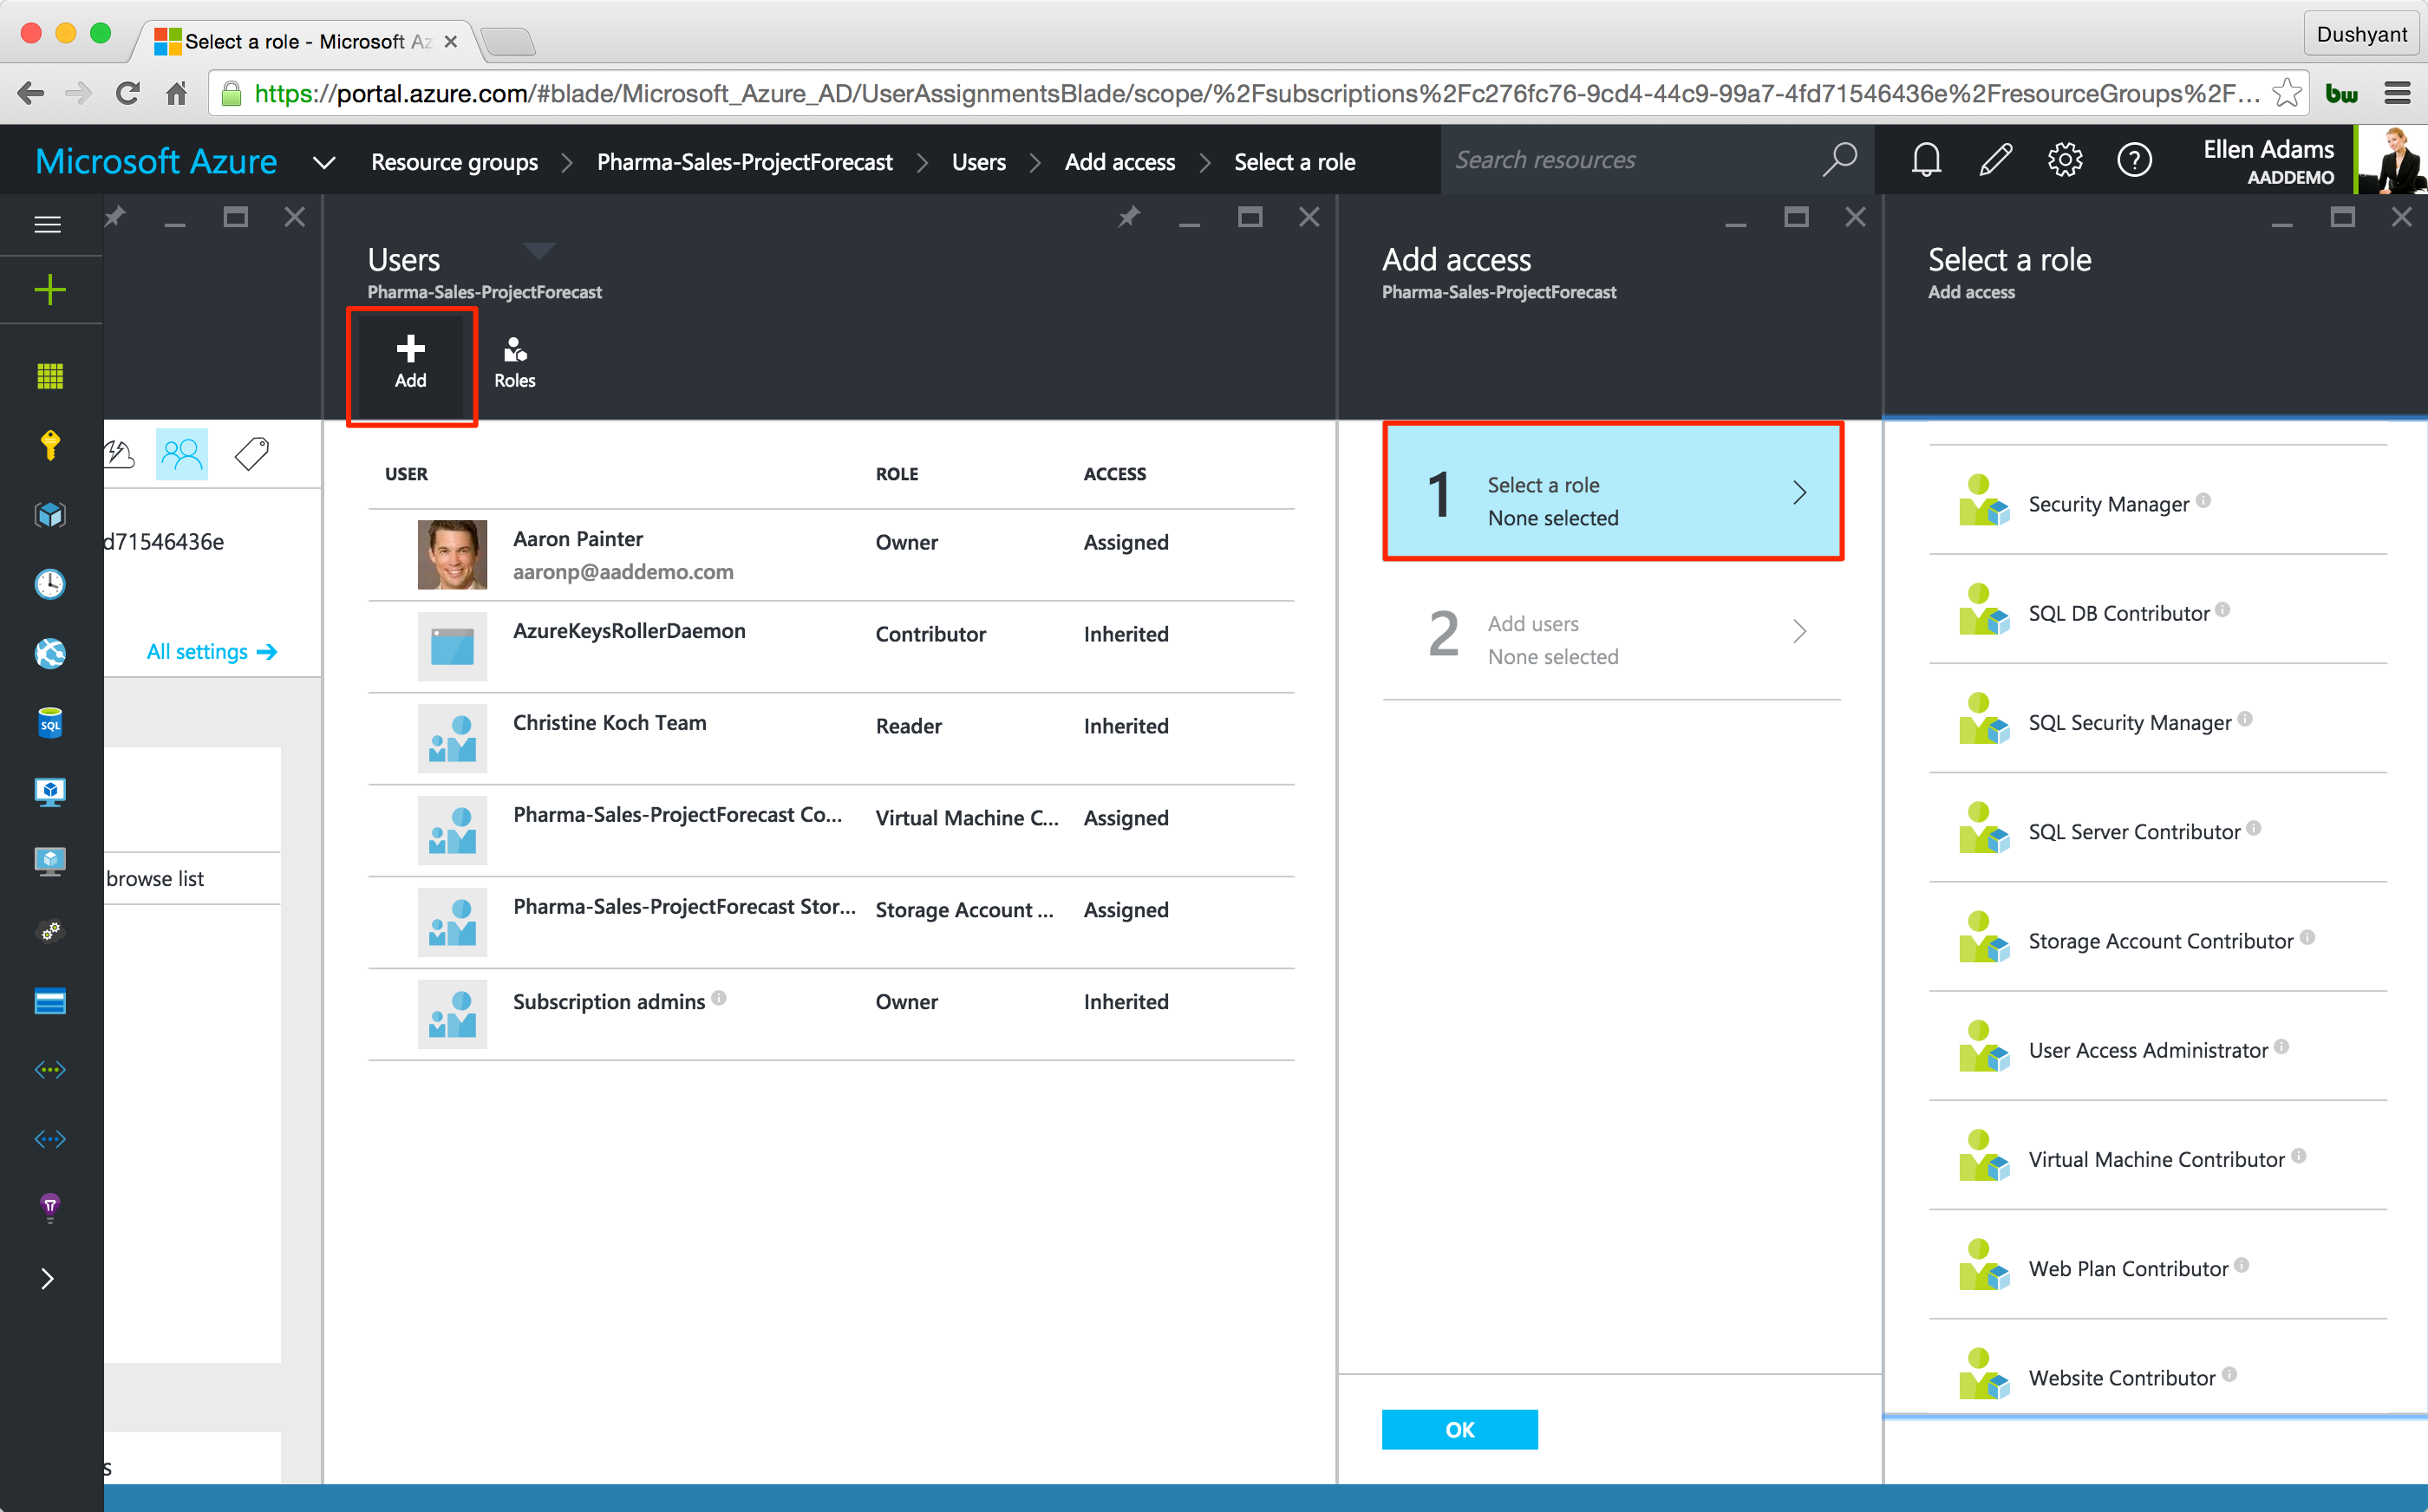 Select a role - Microsoft Az
Dushyant
https://portal.azure.com/#blade/Microsoft_Azure_AD/UserAssignmentsBlade/scope/%2Fsubscriptions%2Fc276fc76-9cd4-44c9-99a7-4fd71546436e%2FresourceGroups%2F...
bw
Microsoft Azure
Resource groups
Pharma-Sales-ProjectForecast
Users
Add access
Select a role
Search resources
Ellen Adams
AADDEMO
d71546436e
All settings
browse list
s
SQL
Users
Pharma-Sales-ProjectForecast
Add
Roles
USER ROLE ACCESS
Aaron Painter
aaronp@aaddemo.com
Owner Assigned
AzureKeysRollerDaemon Contributor Inherited
Christine Koch Team Reader Inherited
Pharma-Sales-ProjectForecast Co... Virtual Machine C... Assigned
Pharma-Sales-ProjectForecast Stor... Storage Account ... Assigned
Subscription admins Owner Inherited
Add access
Pharma-Sales-ProjectForecast
1
Select a role
None selected
2
Add users
None selected
OK
Select a role
Add access
Security Manager
SQL DB Contributor
SQL Security Manager
SQL Server Contributor
Storage Account Contributor
User Access Administrator
Virtual Machine Contributor
Web Plan Contributor
Website Contributor